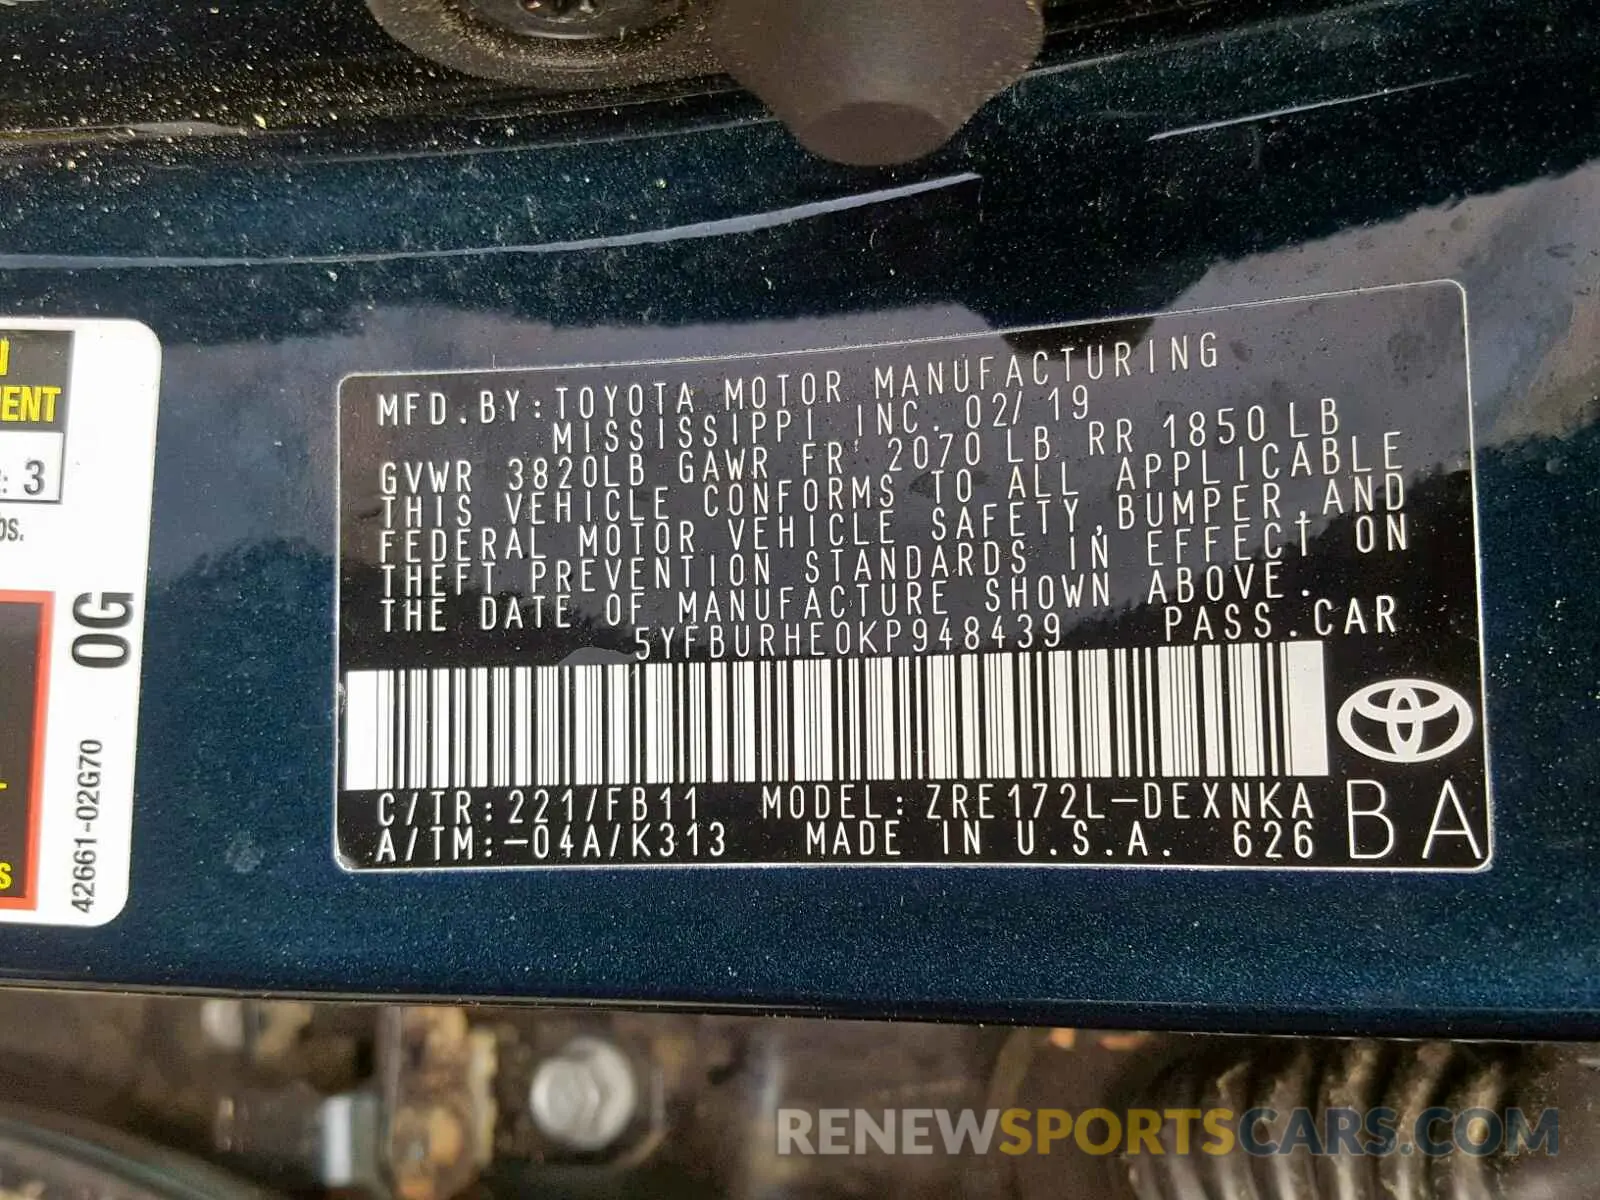 MFD.BY:TOYOTA MOTOR MANUFACTURING
MISSISSIPPI INC. 02/19
GVWR 3820LB GAWR FR 2070LB RR 1850LB
THIS VEHICLE CONFORMS TO ALL APPLICABLE
FEDERAL MOTOR VEHICLE SAFETY,BUMPER,AND
THEFT PREVENTION STANDARDS IN EFFECT ON
THE DATE OF MANUFACTURE SHOWN ABOVE.
5YFBURHE0KP948439 PASS.CAR
C/TR:221/FB11 MODEL:ZRE172L-DEXNKA
A/TM:-04A/K313 MADE IN U.S.A. 626
BA
: 3
0G
42661-02G70
RENEWSPORTSCARS.COM